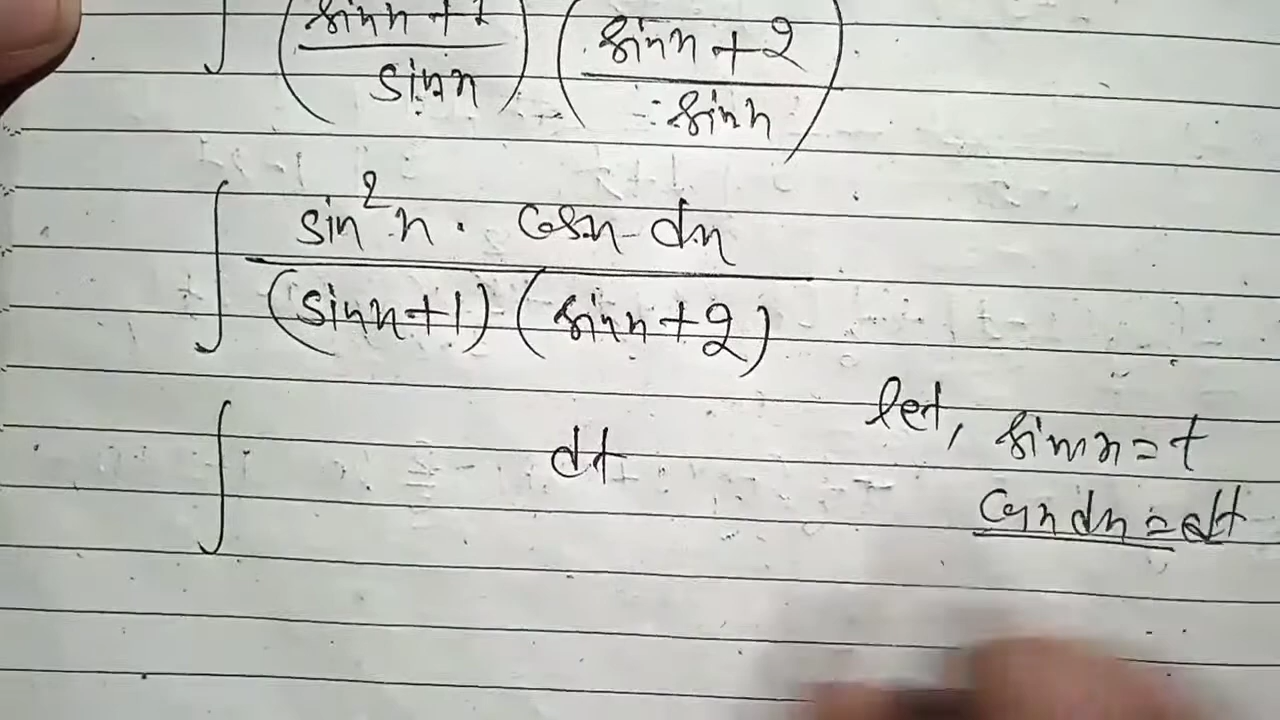 ∫ (sinx + 1 / sinx) (sinx + 2 / sinx)
∫ sin²x · cosx dx / (sinx+1) (sinx+2)
let, sinx = t
∫ dt
cosx dx = dt